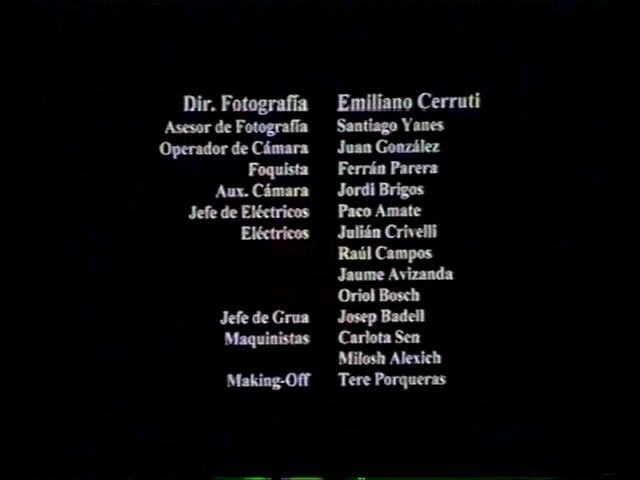 Dir. Fotografía Emiliano Cerruti
Asesor de Fotografía Santiago Yanes
Operador de Cámara Juan González
Foquista Ferrán Parera
Aux. Cámara Jordi Brigos
Jefe de Eléctricos Paco Amate
Eléctricos Julián Crivelli
Raúl Campos
Jaume Avizanda
Oriol Bosch
Jefe de Grua Josep Badell
Maquinistas Carlota Sen
Milosh Alexich
Making-Off Tere Porqueras